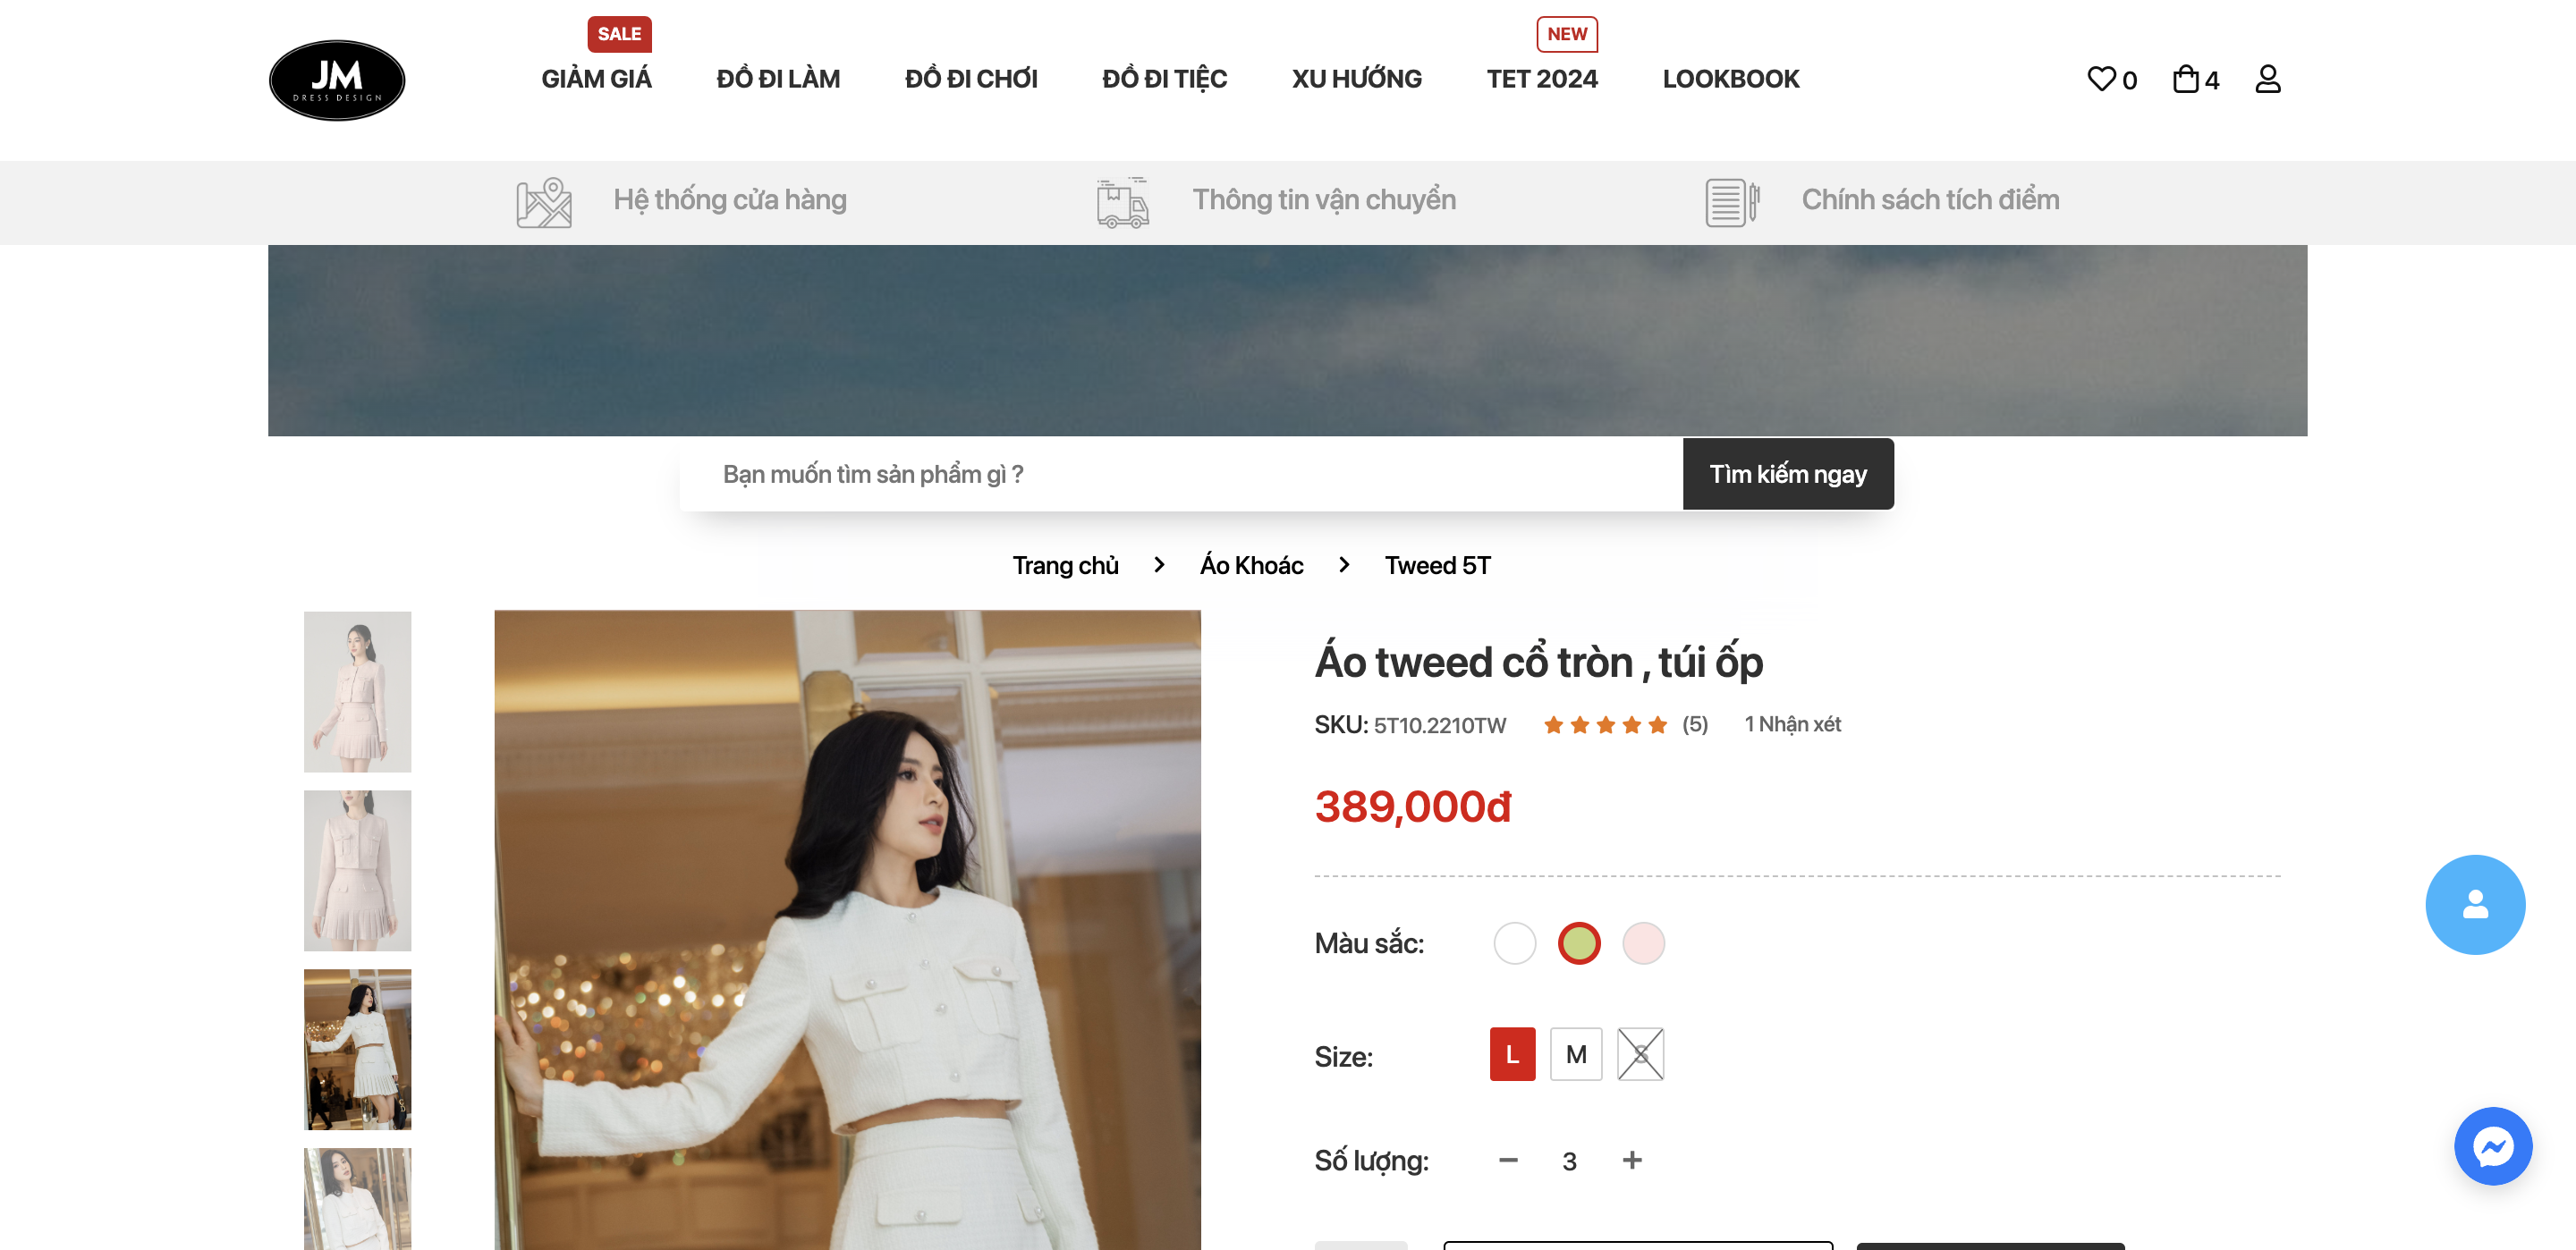 SALE
NEW
JM
DRESS DESIGN
GIẢM GIÁ ĐỒ ĐI LÀM ĐỒ ĐI CHƠI ĐỒ ĐI TIỆC XU HƯỚNG TET 2024 LOOKBOOK 0 4
Hệ thống cửa hàng Thông tin vận chuyển Chính sách tích điểm
Bạn muốn tìm sản phẩm gì ? Tìm kiếm ngay
Trang chủ > Áo Khoác > Tweed 5T
Áo tweed cổ tròn , túi ốp
SKU: 5T10.2210TW (5) 1 Nhận xét
389,000đ
Màu sắc:
Size: L M S
Số lượng: − 3 +